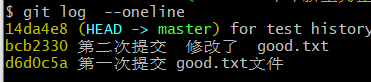 $ git log  --oneline
14da4e8 (HEAD -> master) for test history
bcb2330 第二次提交  修改了  good.txt
d6d0c5a 第一次提交 good.txt文件